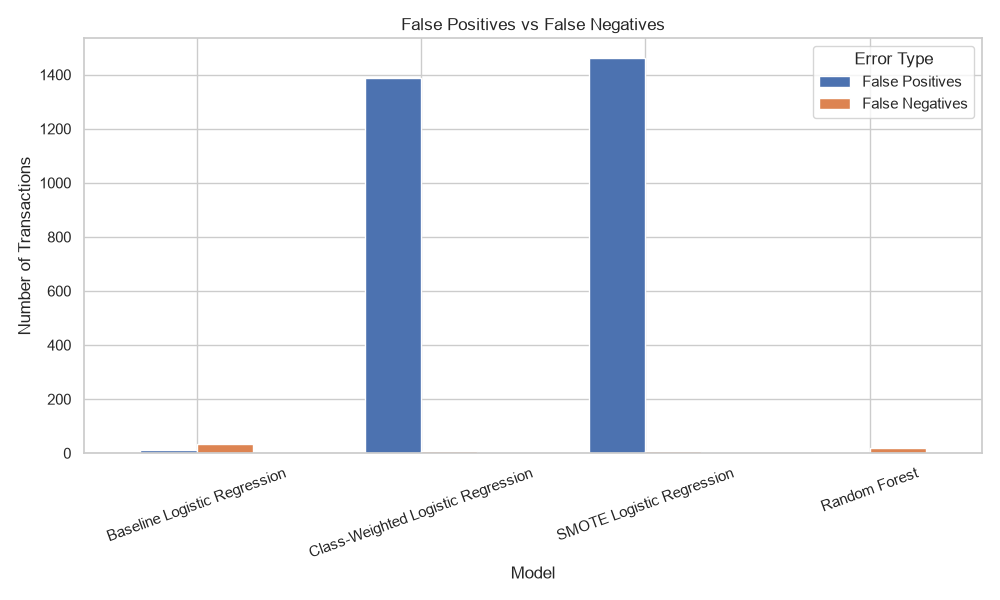 False Positives vs False Negatives
Error Type
False Positives
False Negatives
Number of Transactions
1400
1200
1000
800
600
400
200
0
Baseline Logistic Regression
Class-Weighted Logistic Regression
SMOTE Logistic Regression
Random Forest
Model